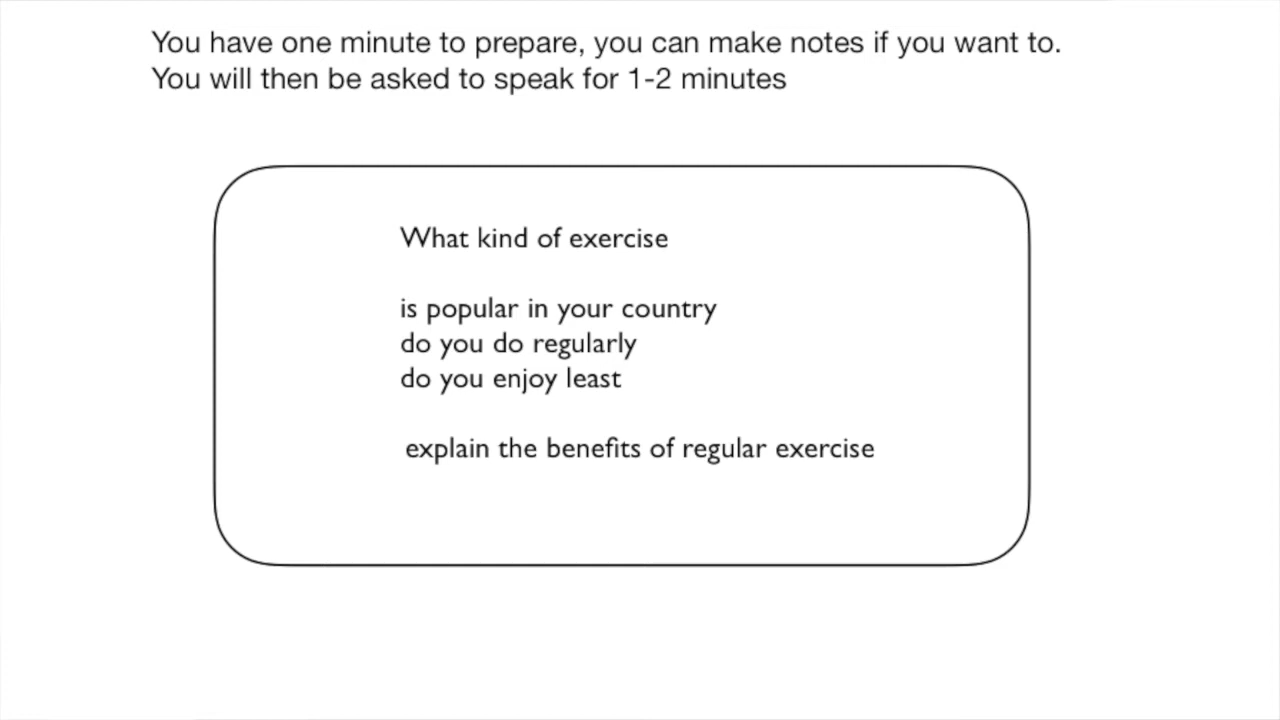 You have one minute to prepare, you can make notes if you want to.
You will then be asked to speak for 1-2 minutes
What kind of exercise
is popular in your country
do you do regularly
do you enjoy least
explain the benefits of regular exercise